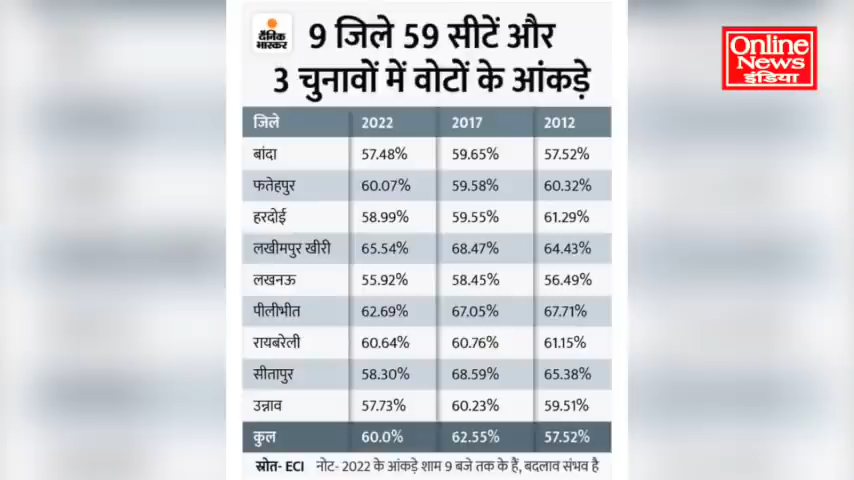 दैनिक
भास्कर
9 जिले 59 सीटें और
3 चुनावों में वोटों के आंकड़े
Online
News
इंडिया
जिले 2022 2017 2012
बांदा 57.48% 59.65% 57.52%
फतेहपुर 60.07% 59.58% 60.32%
हरदोई 58.99% 59.55% 61.29%
लखीमपुर खीरी 65.54% 68.47% 64.43%
लखनऊ 55.92% 58.45% 56.49%
पीलीभीत 62.69% 67.05% 67.71%
रायबरेली 60.64% 60.76% 61.15%
सीतापुर 58.30% 68.59% 65.38%
उन्नाव 57.73% 60.23% 59.51%
कुल 60.0% 62.55% 57.52%
स्रोत- ECI नोट- 2022 के आंकड़े शाम 9 बजे तक के हैं, बदलाव संभव है